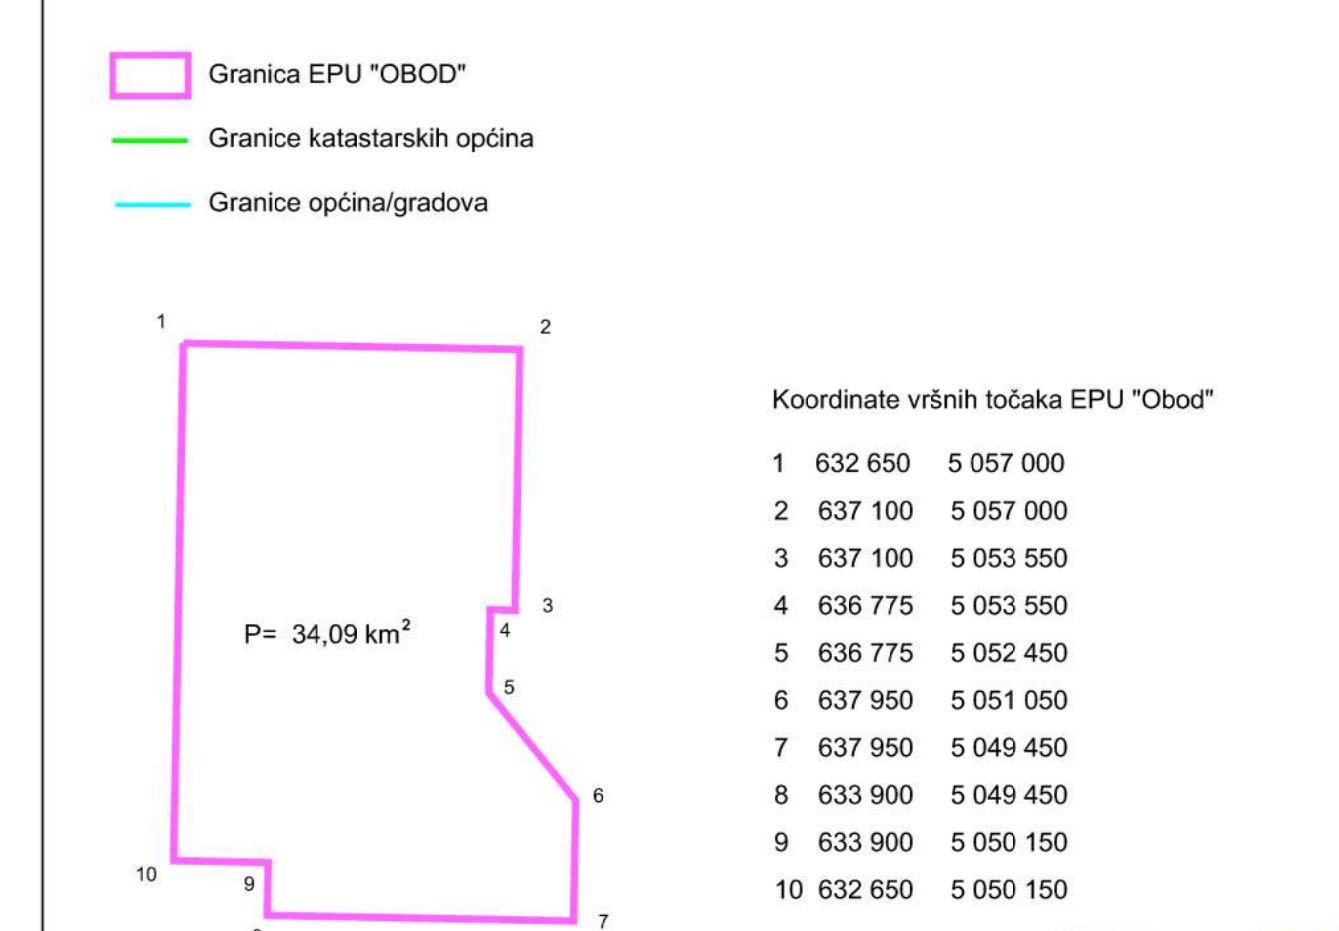 Granica EPU "OBOD"
Granice katastarskih općina
Granice općina/gradova
1
2
3
4
5
6
7
9
10
P= 34,09 km²
Koordinate vršnih točaka EPU "Obod"
1 632 650 5 057 000
2 637 100 5 057 000
3 637 100 5 053 550
4 636 775 5 053 550
5 636 775 5 052 450
6 637 950 5 051 050
7 637 950 5 049 450
8 633 900 5 049 450
9 633 900 5 050 150
10 632 650 5 050 150